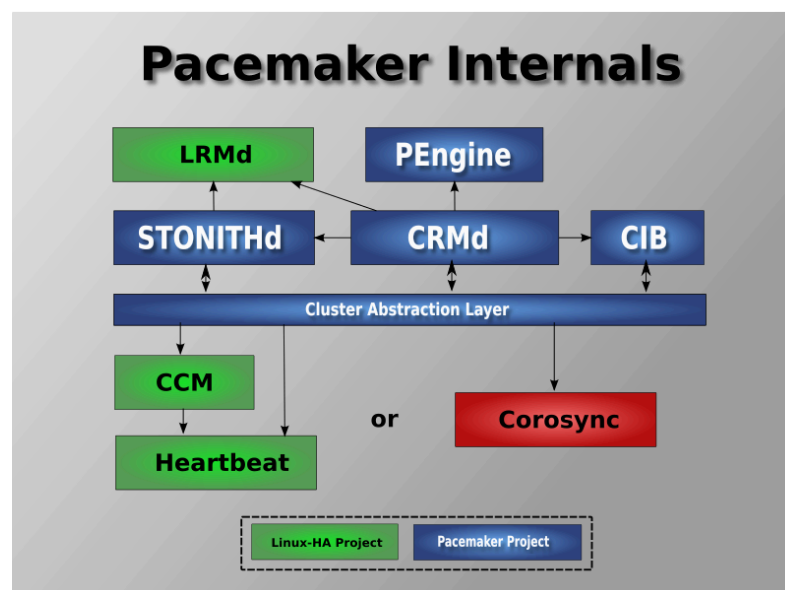 Pacemaker Internals
LRMd
PEngine
STONITHd
CRMd
CIB
Cluster Abstraction Layer
CCM
or
Corosync
Heartbeat
Linux-HA Project
Pacemaker Project